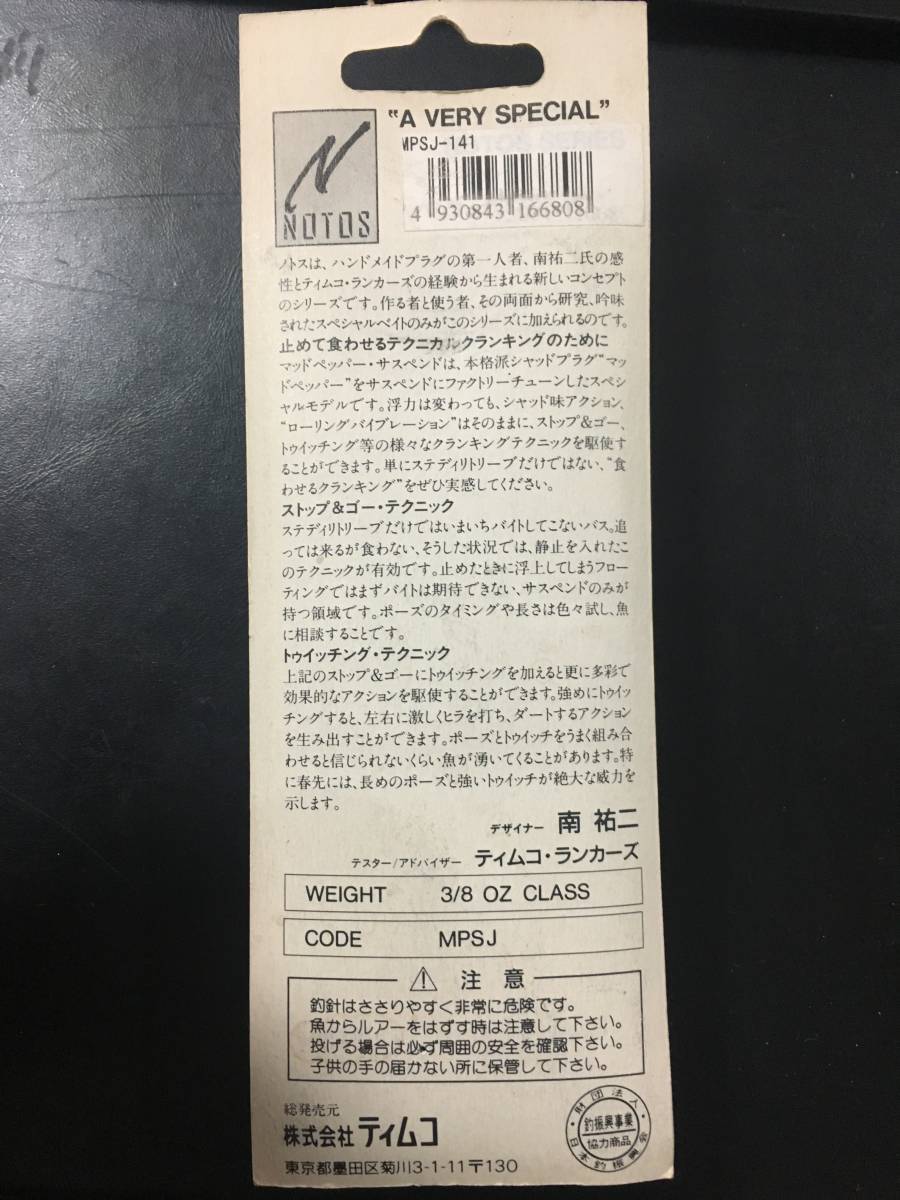 "A VERY SPECIAL"
NOTOS
MPSJ-141
4 930843 166808
ノトスは、ハンドメイドプラグの第一人者、南祐二氏の感
性とティムコ・ランカーズの経験から生まれる新しいコンセプト
のシリーズです。作る者と使う者、その両面から研究、吟味
されたスペシャルベイトのみがこのシリーズに加えられるのです。
止めて食わせるテクニカルクランキングのために
マッドペッパー・サスペンドは、本格派シャッドプラグ“マッ
ドペッパー”をサスペンドにファクトリーチューンしたスペシ
ャルモデルです。浮力は変わっても、シャッド味アクション、
“ローリングバイブレーション”はそのままに、ストップ&ゴー、
トゥイッチング等の様々なクランキングテクニックを駆使す
ることができます。単にステディリトリーブだけではない、“食
わせるクランキング”をぜひ実感してください。
ストップ&ゴー・テクニック
ステディリトリーブだけではいまいちバイトしてこないバス。追
っては来るが食わない、そうした状況では、静止を入れたこ
のテクニックが有効です。止めたときに浮上してしまうフロー
ティングではまずバイトは期待できない、サスペンドのみが
持つ領域です。ポーズのタイミングや長さは色々試し、魚
に相談することです。
トゥイッチング・テクニック
上記のストップ&ゴーにトゥイッチングを加えると更に多彩で
効果的なアクションを駆使することができます。強めにトゥイッ
チングすると、左右に激しくヒラを打ち、ダートするアクション
を生み出すことができます。ポーズとトゥイッチをうまく組み合
わせると信じられないくらい魚が湧いてくることがあります。特
に春先には、長めのポーズと強いトゥイッチが絶大な威力を
示します。
デザイナー 南 祐二
テスター/アドバイザー ティムコ・ランカーズ
WEIGHT 3/8 OZ CLASS
CODE MPSJ
注意
釣針はささりやすく非常に危険です。
魚からルアーをはずす時は注意して下さい。
投げる場合は必ず周囲の安全を確認下さい。
子供の手の届かない所に保管して下さい。
総発売元
株式会社 ティムコ
東京都墨田区菊川3-1-11〒130
・財団法人・
釣振興事業
協力商品
日本釣振興会